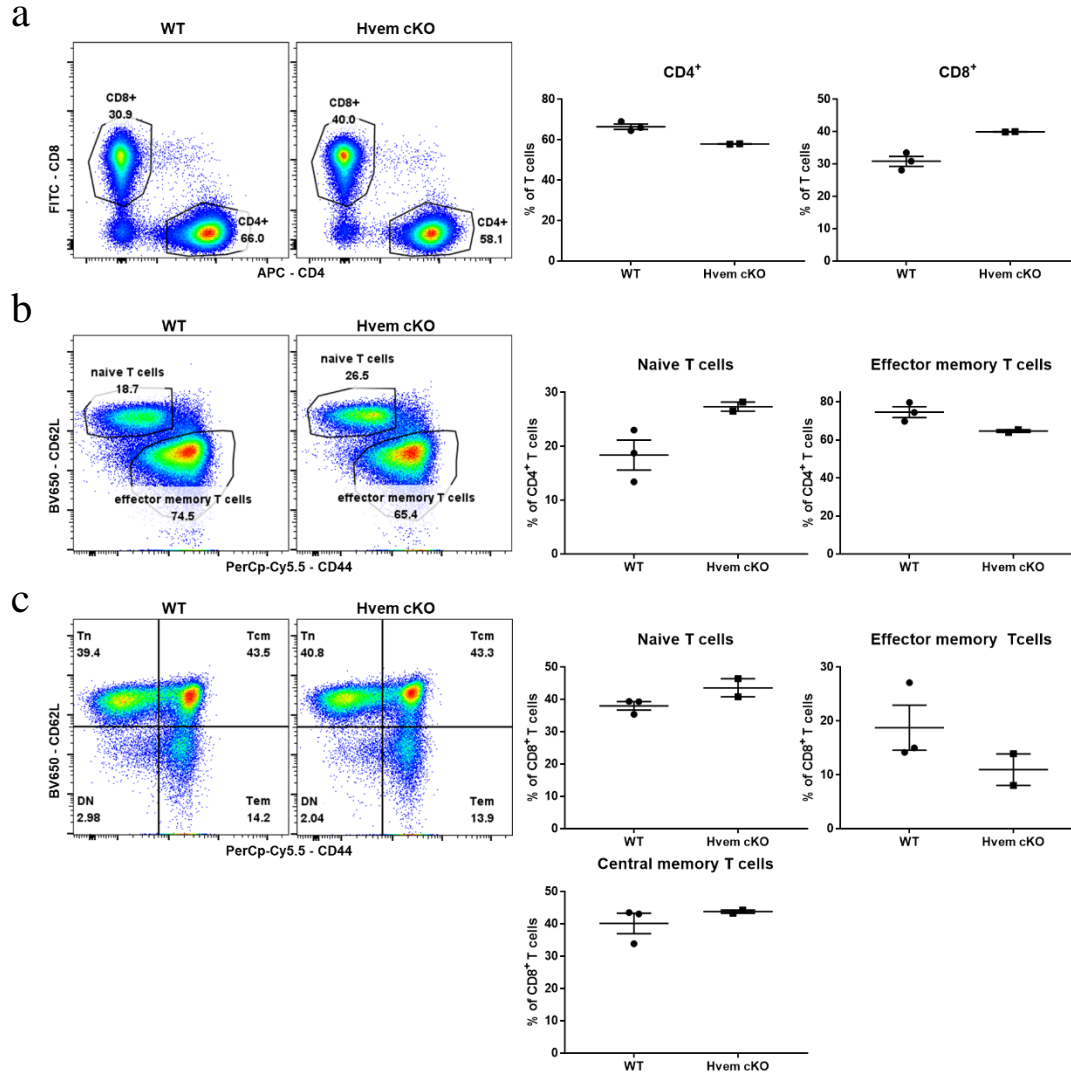 a
WT
Hvem cKO
CD8+
30.9
CD4+
66.0
CD8+
40.0
CD4+
58.1
FITC - CD8
APC - CD4
CD4⁺
% of T cells
80
60
40
20
0
WT
Hvem cKO
CD8⁺
% of T cells
50
40
30
20
10
0
WT
Hvem cKO
b
WT
Hvem cKO
naive T cells
18.7
effector memory T cells
74.5
naive T cells
26.5
effector memory T cells
65.4
BV650 - CD62L
PerCp-Cy5.5 - CD44
Naive T cells
% of CD4⁺ T cells
30
20
10
0
WT
Hvem cKO
Effector memory T cells
% of CD4⁺ T cells
80
60
40
20
0
WT
Hvem cKO
c
WT
Hvem cKO
Tn
39.4
Tcm
43.5
DN
2.98
Tem
14.2
Tn
40.8
Tcm
43.3
DN
2.04
Tem
13.9
BV650 - CD62L
PerCp-Cy5.5 - CD44
Naive T cells
% of CD8⁺ T cells
50
40
30
20
10
0
WT
Hvem cKO
Effector memory Tcells
% of CD8⁺ T cells
30
20
10
0
WT
Hvem cKO
Central memory T cells
% of CD8⁺ T cells
50
40
30
20
10
0
WT
Hvem cKO